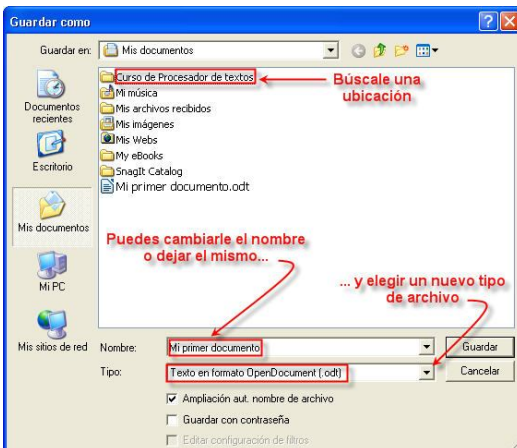 Guardar como
Guardar en:
Mis documentos
Documentos
recientes
Escritorio
Mis documentos
Mi PC
Mis sitios de red
Curso de Procesador de textos
Mi música
Mis archivos recibidos
Mis imágenes
Mis Webs
My eBooks
SnagIt Catalog
Mi primer documento.odt
Búscale una
ubicación
Puedes cambiarle el nombre
o dejar el mismo...
... y elegir un nuevo tipo
de archivo
Nombre:
Mi primer documento
Guardar
Tipo:
Texto en formato OpenDocument (.odt)
Cancelar
Ampliación aut. nombre de archivo
Guardar con contraseña
Editar configuración de filtros